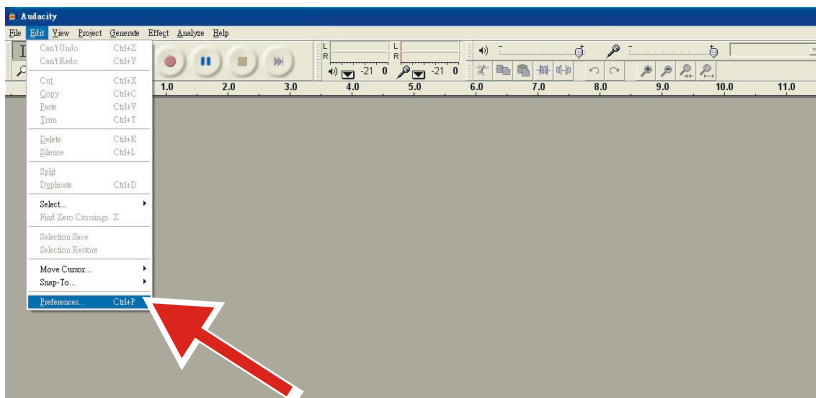 Audacity
File Edit View Project Generate Effect Analyze Help
Can't Undo Ctrl+Z
Can't Redo Ctrl+Y
Cut Ctrl+X
Copy Ctrl+C
Paste Ctrl+V
Trim Ctrl+T
Delete Ctrl+K
Silence Ctrl+L
Split
Duplicate Ctrl+D
Select...
Find Zero Crossings Z
Selection Save
Selection Restore
Move Cursor...
Snap-To...
Preferences... Ctrl+P
L L
R R
-21 0 -21 0
1.0 2.0 3.0 4.0 5.0 6.0 7.0 8.0 9.0 10.0 11.0